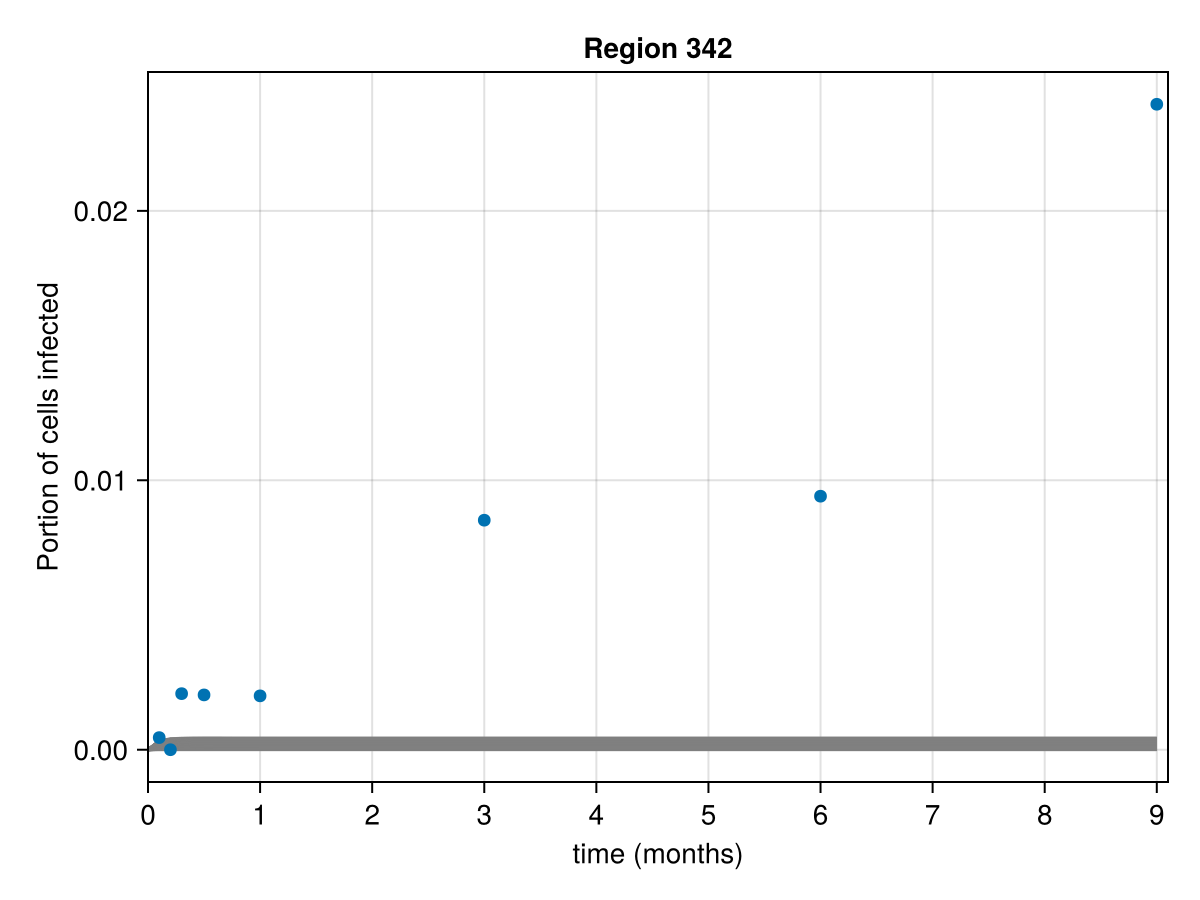 Region 342
Portion of cells infected
0.02
0.01
0.00
0 1 2 3 4 5 6 7 8 9
time (months)